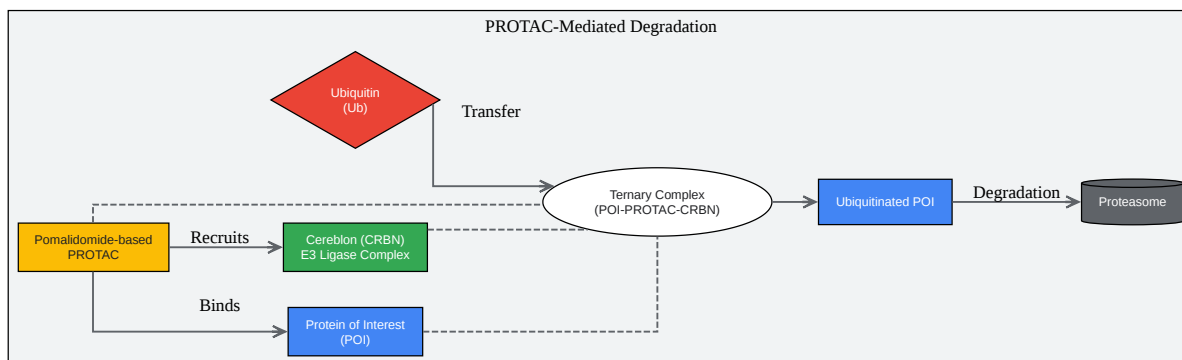 PROTAC-Mediated Degradation
Ubiquitin
(Ub)
Transfer
Ternary Complex
(POI-PROTAC-CRBN)
Ubiquitinated POI
Degradation
Proteasome
Pomalidomide-based
PROTAC
Recruits
Cereblon (CRBN)
E3 Ligase Complex
Binds
Protein of Interest
(POI)